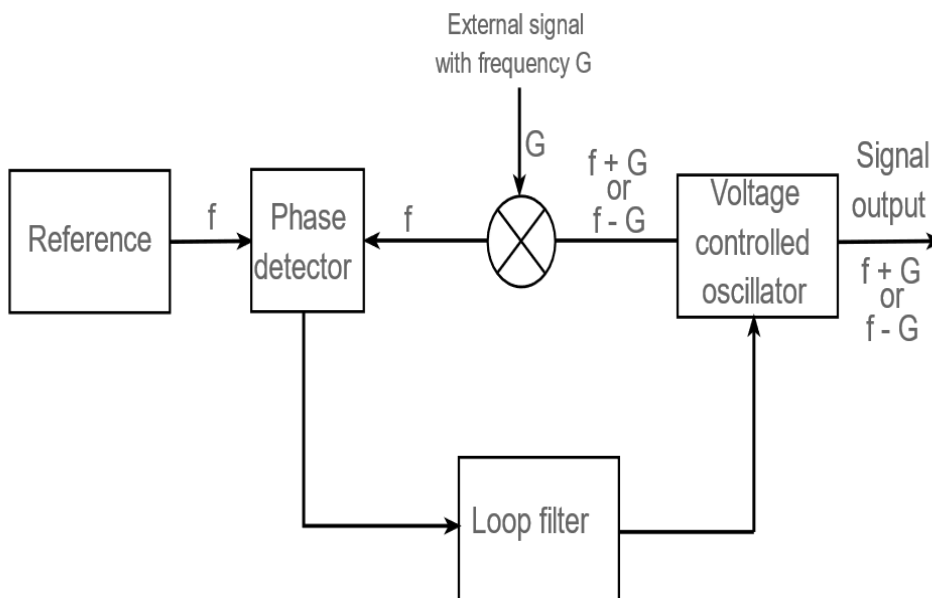 External signal
with frequency G
G
f + G
or
f - G
Signal
output
f + G
or
f - G
Reference
f
Phase
detector
f
Voltage
controlled
oscillator
Loop filter